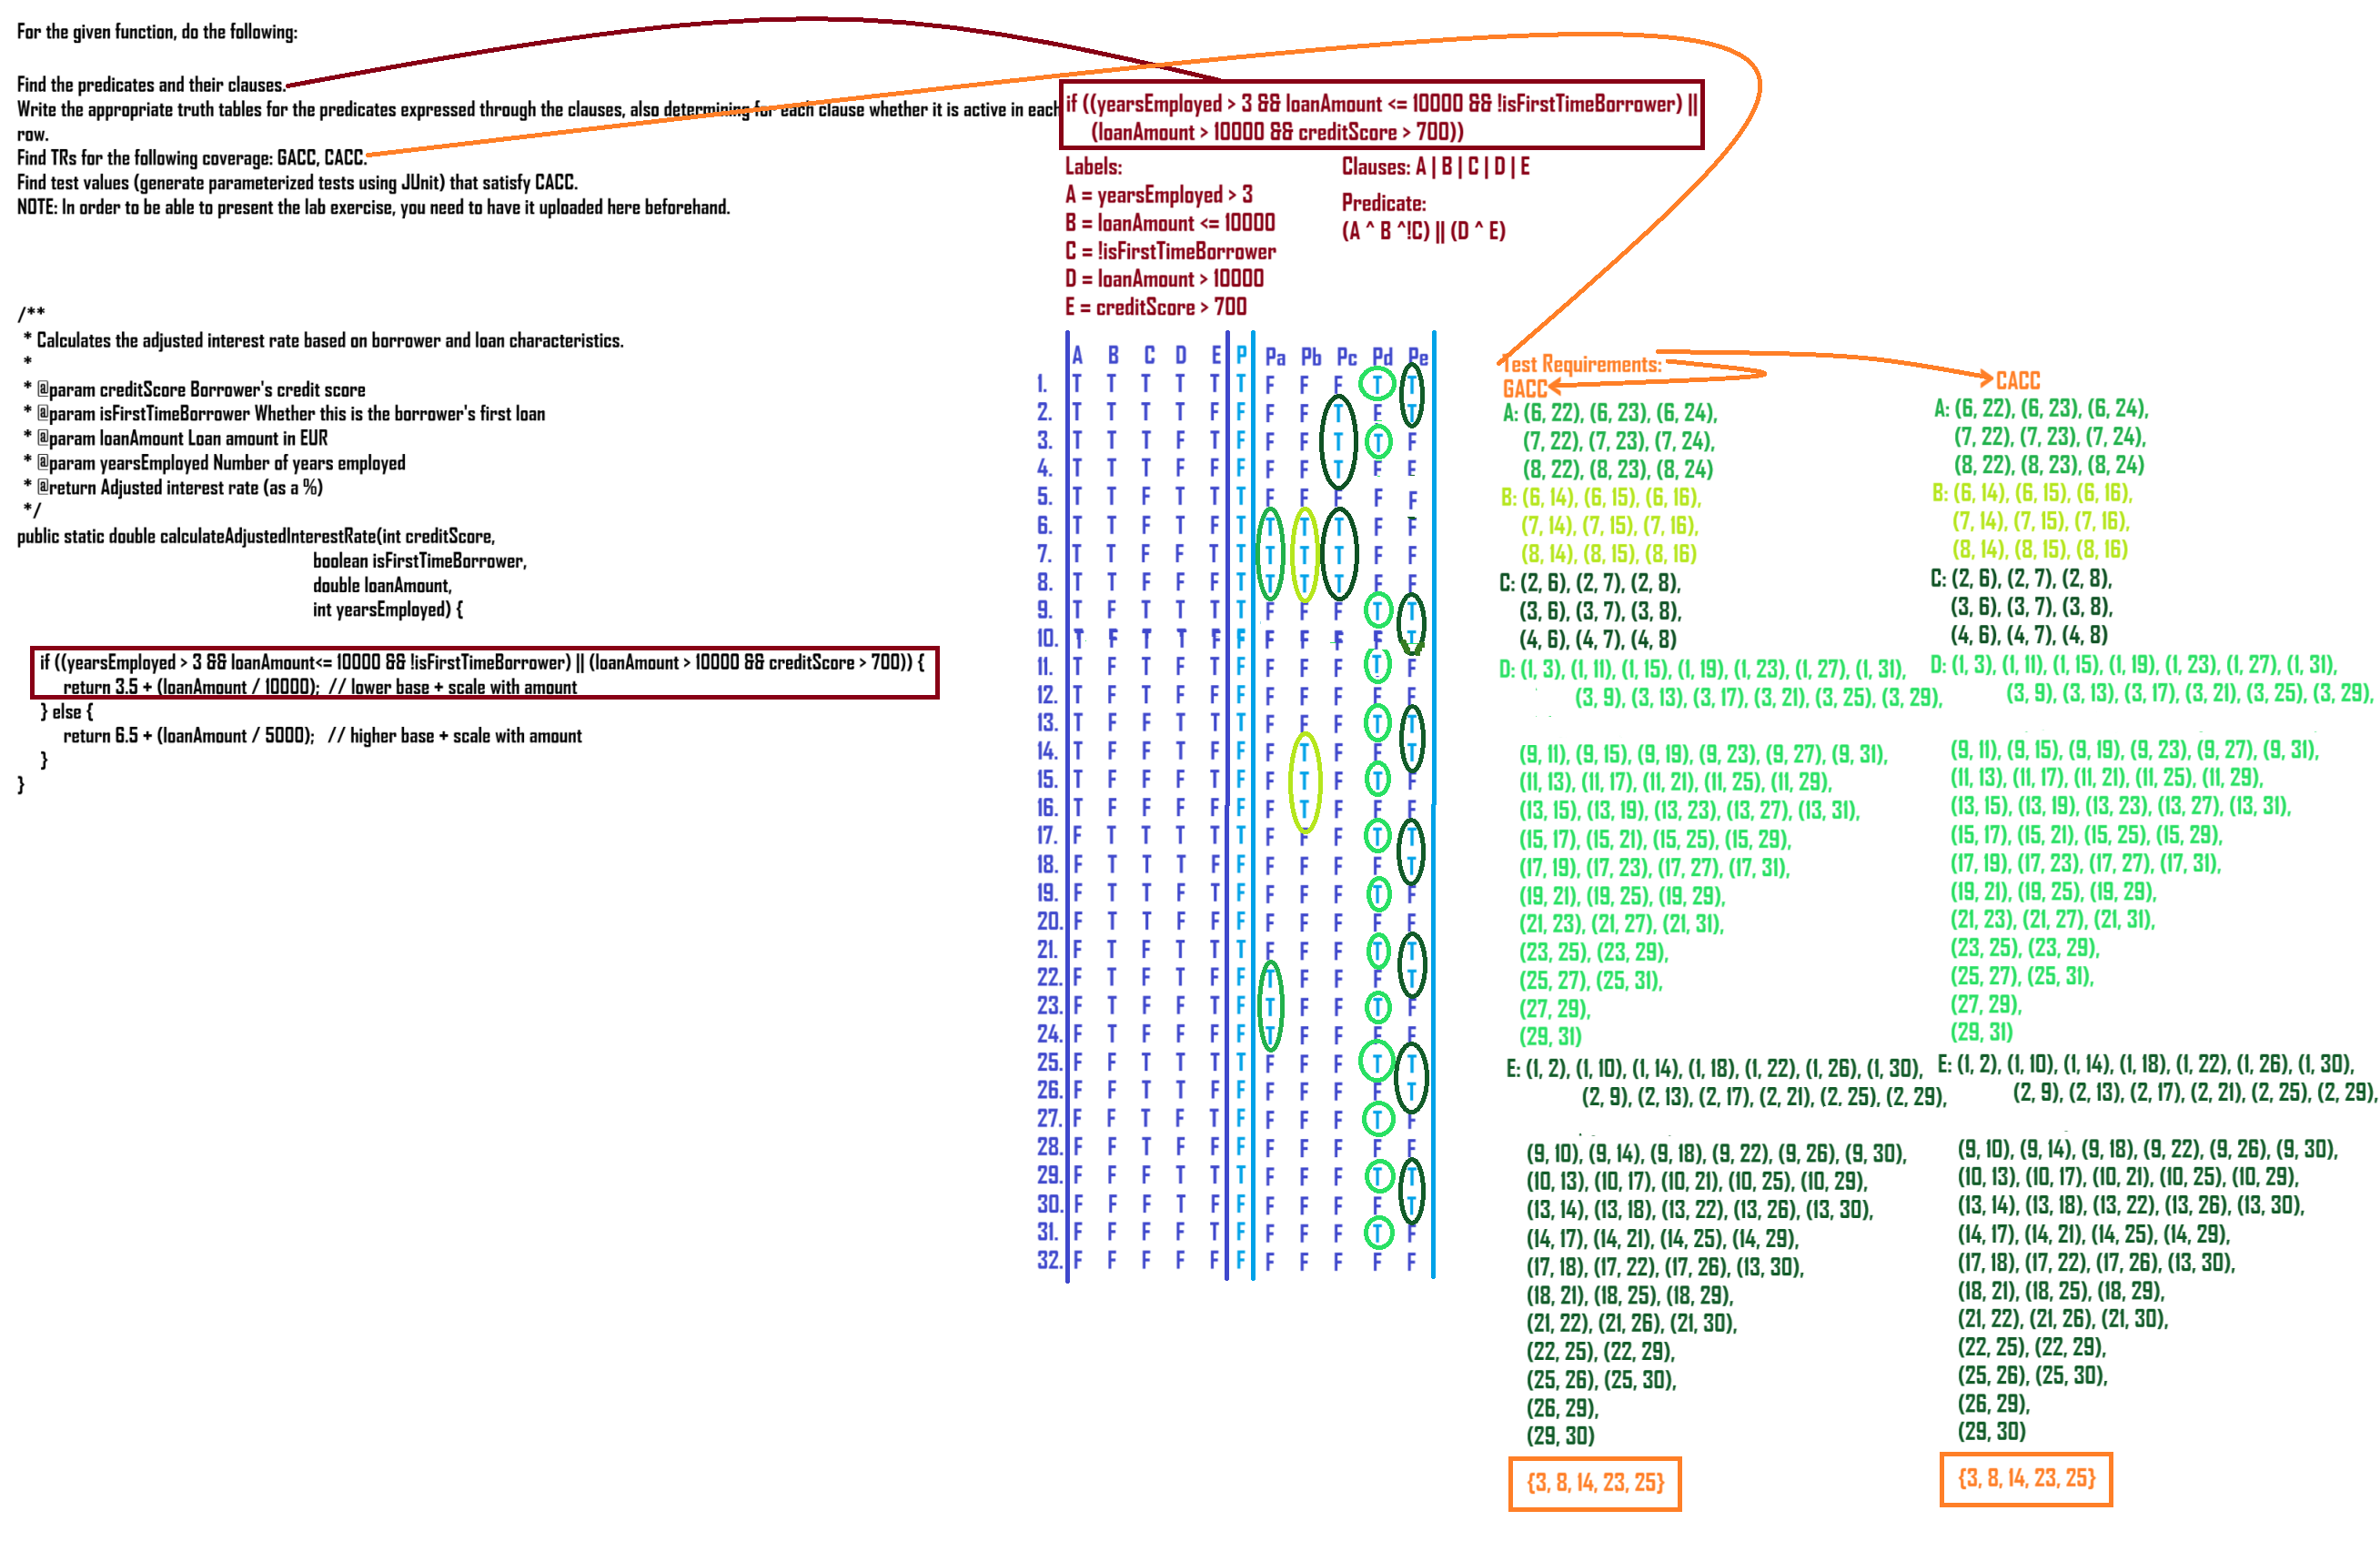 For the given function, do the following:
Find the predicates and their clauses.
Write the appropriate truth tables for the predicates expressed through the clauses, also determining for each clause whether it is active in each
row.
Find TRs for the following coverage: GACC, CACC.
Find test values (generate parameterized tests using JUnit) that satisfy CACC.
NOTE: In order to be able to present the lab exercise, you need to have it uploaded here beforehand.
/**
* Calculates the adjusted interest rate based on borrower and loan characteristics.
*
* @param creditScore Borrower's credit score
* @param isFirstTimeBorrower Whether this is the borrower's first loan
* @param loanAmount Loan amount in EUR
* @param yearsEmployed Number of years employed
* @return Adjusted interest rate (as a %)
*/
public static double calculateAdjustedInterestRate(int creditScore,
boolean isFirstTimeBorrower,
double loanAmount,
int yearsEmployed) {
if ((yearsEmployed > 3 && loanAmount<= 10000 && !isFirstTimeBorrower) || (loanAmount > 10000 && creditScore > 700)) {
return 3.5 + (loanAmount / 10000); // lower base + scale with amount
} else {
return 6.5 + (loanAmount / 5000); // higher base + scale with amount
}
}
if ((yearsEmployed > 3 && loanAmount <= 10000 && !isFirstTimeBorrower) ||
(loanAmount > 10000 && creditScore > 700))
Labels:
A = yearsEmployed > 3
B = loanAmount <= 10000
C = !isFirstTimeBorrower
D = loanAmount > 10000
E = creditScore > 700
Clauses: A | B | C | D | E
Predicate:
(A ^ B ^!C) || (D ^ E)
A B C D E P Pa Pb Pc Pd Pe
1. T T T T T T F F F T T
2. T T T T F F F F T F T
3. T T T F T F F F T T F
4. T T T F F F F F T F F
5. T T F T T T F F F F F
6. T T F T F T T T T F F
7. T T F F T T T T T F F
8. T T F F F T T T T F F
9. T F T T T T F F F T T
10. T F T T F F F F F F T
11. T F T F T F F F F T F
12. T F T F F F F F F F F
13. T F F T T T F F F T T
14. T F F T F F F T F F T
15. T F F F T F F T F T F
16. T F F F F F F T F F F
17. F T T T T T F F F T T
18. F T T T F F F F F F T
19. F T T F T F F F F T F
20. F T T F F F F F F F F
21. F T F T T T F F F T T
22. F T F T F F T F F F T
23. F T F F T F T F F T F
24. F T F F F F T F F F F
25. F F T T T T F F F T T
26. F F T T F F F F F F T
27. F F T F T F F F F T F
28. F F T F F F F F F F F
29. F F F T T T F F F T T
30. F F F T F F F F F F T
31. F F F F T F F F F T F
32. F F F F F F F F F F F
Test Requirements:
GACC
A: (6, 22), (6, 23), (6, 24),
(7, 22), (7, 23), (7, 24),
(8, 22), (8, 23), (8, 24)
B: (6, 14), (6, 15), (6, 16),
(7, 14), (7, 15), (7, 16),
(8, 14), (8, 15), (8, 16)
C: (2, 6), (2, 7), (2, 8),
(3, 6), (3, 7), (3, 8),
(4, 6), (4, 7), (4, 8)
D: (1, 3), (1, 11), (1, 15), (1, 19), (1, 23), (1, 27), (1, 31),
(3, 9), (3, 13), (3, 17), (3, 21), (3, 25), (3, 29),
(9, 11), (9, 15), (9, 19), (9, 23), (9, 27), (9, 31),
(11, 13), (11, 17), (11, 21), (11, 25), (11, 29),
(13, 15), (13, 19), (13, 23), (13, 27), (13, 31),
(15, 17), (15, 21), (15, 25), (15, 29),
(17, 19), (17, 23), (17, 27), (17, 31),
(19, 21), (19, 25), (19, 29),
(21, 23), (21, 27), (21, 31),
(23, 25), (23, 29),
(25, 27), (25, 31),
(27, 29),
(29, 31)
E: (1, 2), (1, 10), (1, 14), (1, 18), (1, 22), (1, 26), (1, 30),
(2, 9), (2, 13), (2, 17), (2, 21), (2, 25), (2, 29),
(9, 10), (9, 14), (9, 18), (9, 22), (9, 26), (9, 30),
(10, 13), (10, 17), (10, 21), (10, 25), (10, 29),
(13, 14), (13, 18), (13, 22), (13, 26), (13, 30),
(14, 17), (14, 21), (14, 25), (14, 29),
(17, 18), (17, 22), (17, 26), (13, 30),
(18, 21), (18, 25), (18, 29),
(21, 22), (21, 26), (21, 30),
(22, 25), (22, 29),
(25, 26), (25, 30),
(26, 29),
(29, 30)
{3, 8, 14, 23, 25}
CACC
A: (6, 22), (6, 23), (6, 24),
(7, 22), (7, 23), (7, 24),
(8, 22), (8, 23), (8, 24)
B: (6, 14), (6, 15), (6, 16),
(7, 14), (7, 15), (7, 16),
(8, 14), (8, 15), (8, 16)
C: (2, 6), (2, 7), (2, 8),
(3, 6), (3, 7), (3, 8),
(4, 6), (4, 7), (4, 8)
D: (1, 3), (1, 11), (1, 15), (1, 19), (1, 23), (1, 27), (1, 31),
(3, 9), (3, 13), (3, 17), (3, 21), (3, 25), (3, 29),
(9, 11), (9, 15), (9, 19), (9, 23), (9, 27), (9, 31),
(11, 13), (11, 17), (11, 21), (11, 25), (11, 29),
(13, 15), (13, 19), (13, 23), (13, 27), (13, 31),
(15, 17), (15, 21), (15, 25), (15, 29),
(17, 19), (17, 23), (17, 27), (17, 31),
(19, 21), (19, 25), (19, 29),
(21, 23), (21, 27), (21, 31),
(23, 25), (23, 29),
(25, 27), (25, 31),
(27, 29),
(29, 31)
E: (1, 2), (1, 10), (1, 14), (1, 18), (1, 22), (1, 26), (1, 30),
(2, 9), (2, 13), (2, 17), (2, 21), (2, 25), (2, 29),
(9, 10), (9, 14), (9, 18), (9, 22), (9, 26), (9, 30),
(10, 13), (10, 17), (10, 21), (10, 25), (10, 29),
(13, 14), (13, 18), (13, 22), (13, 26), (13, 30),
(14, 17), (14, 21), (14, 25), (14, 29),
(17, 18), (17, 22), (17, 26), (13, 30),
(18, 21), (18, 25), (18, 29),
(21, 22), (21, 26), (21, 30),
(22, 25), (22, 29),
(25, 26), (25, 30),
(26, 29),
(29, 30)
{3, 8, 14, 23, 25}